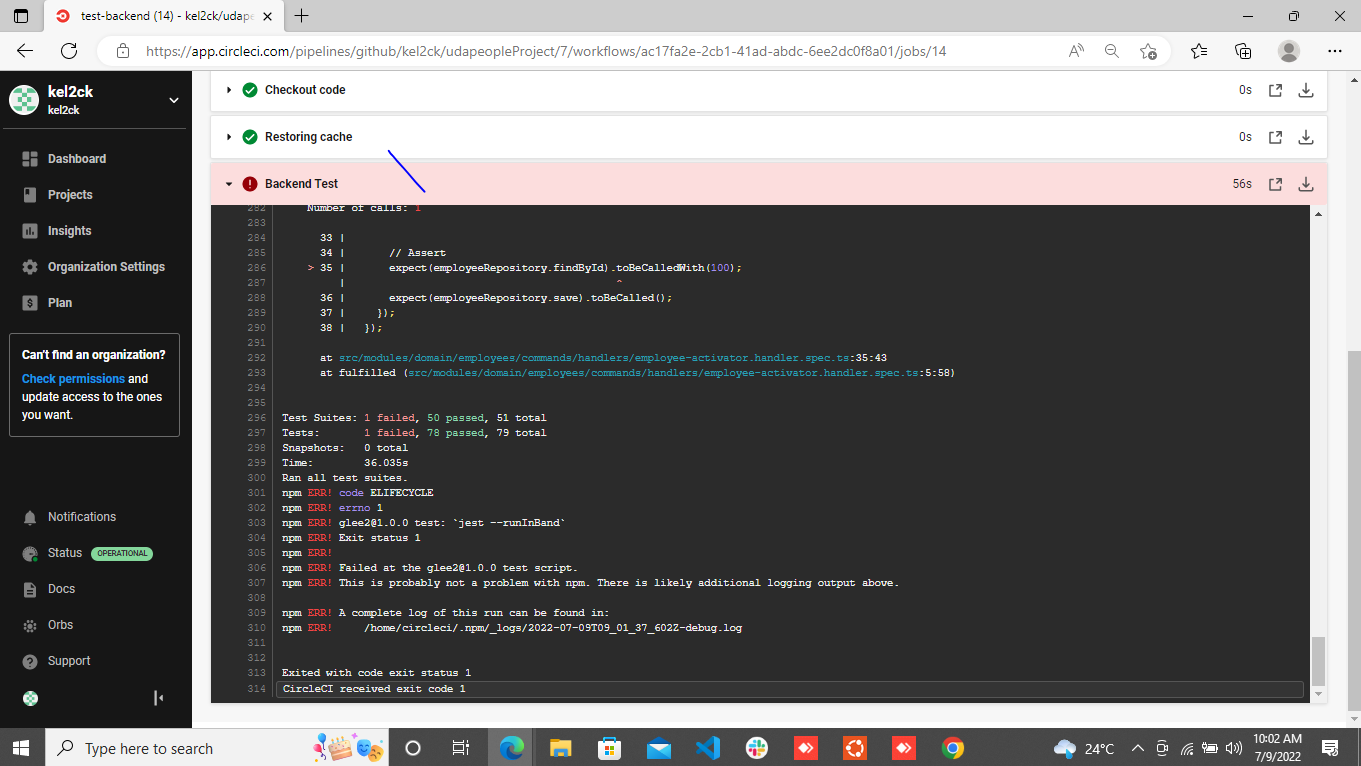 test-backend (14) - kel2ck/udape
https://app.circleci.com/pipelines/github/kel2ck/udapeopleProject/7/workflows/ac17fa2e-2cb1-41ad-abdc-6ee2dc0f8a01/jobs/14
kel2ck
kel2ck
Dashboard
Projects
Insights
Organization Settings
Plan
Can't find an organization?
Check permissions and
update access to the ones
you want.
Notifications
Status OPERATIONAL
Docs
Orbs
Support
Checkout code 0s
Restoring cache 0s
Backend Test 56s
282 Number of calls: 1
283
284 33 |
285 34 | // Assert
286 > 35 | expect(employeeRepository.findById).toBeCalledWith(100);
287 | ^
288 36 | expect(employeeRepository.save).toBeCalled();
289 37 | });
290 38 | });
291
292 at src/modules/domain/employees/commands/handlers/employee-activator.handler.spec.ts:35:43
293 at fulfilled (src/modules/domain/employees/commands/handlers/employee-activator.handler.spec.ts:5:58)
294
295
296 Test Suites: 1 failed, 50 passed, 51 total
297 Tests: 1 failed, 78 passed, 79 total
298 Snapshots: 0 total
299 Time: 36.035s
300 Ran all test suites.
301 npm ERR! code ELIFECYCLE
302 npm ERR! errno 1
303 npm ERR! glee2@1.0.0 test: `jest --runInBand`
304 npm ERR! Exit status 1
305 npm ERR!
306 npm ERR! Failed at the glee2@1.0.0 test script.
307 npm ERR! This is probably not a problem with npm. There is likely additional logging output above.
308
309 npm ERR! A complete log of this run can be found in:
310 npm ERR! /home/circleci/.npm/_logs/2022-07-09T09_01_37_602Z-debug.log
311
312
313 Exited with code exit status 1
314 CircleCI received exit code 1
Type here to search
24°C
10:02 AM
7/9/2022